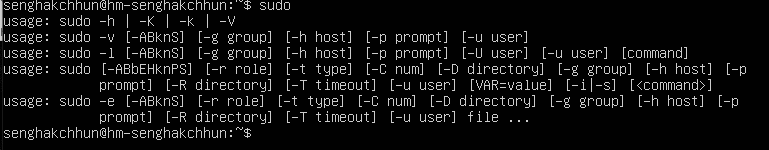 senghakchhun@hm-senghakchhun:~$ sudo
usage: sudo -h | -K | -k | -V
usage: sudo -v [-ABknS] [-g group] [-h host] [-p prompt] [-u user]
usage: sudo -l [-ABknS] [-g group] [-h host] [-p prompt] [-U user] [-u user] [command]
usage: sudo [-ABbEHknPS] [-r role] [-t type] [-C num] [-D directory] [-g group] [-h host] [-p
prompt] [-R directory] [-T timeout] [-u user] [VAR=value] [-i|-s] [<command>]
usage: sudo -e [-ABknS] [-r role] [-t type] [-C num] [-D directory] [-g group] [-h host] [-p
prompt] [-R directory] [-T timeout] [-u user] file ...
senghakchhun@hm-senghakchhun:~$